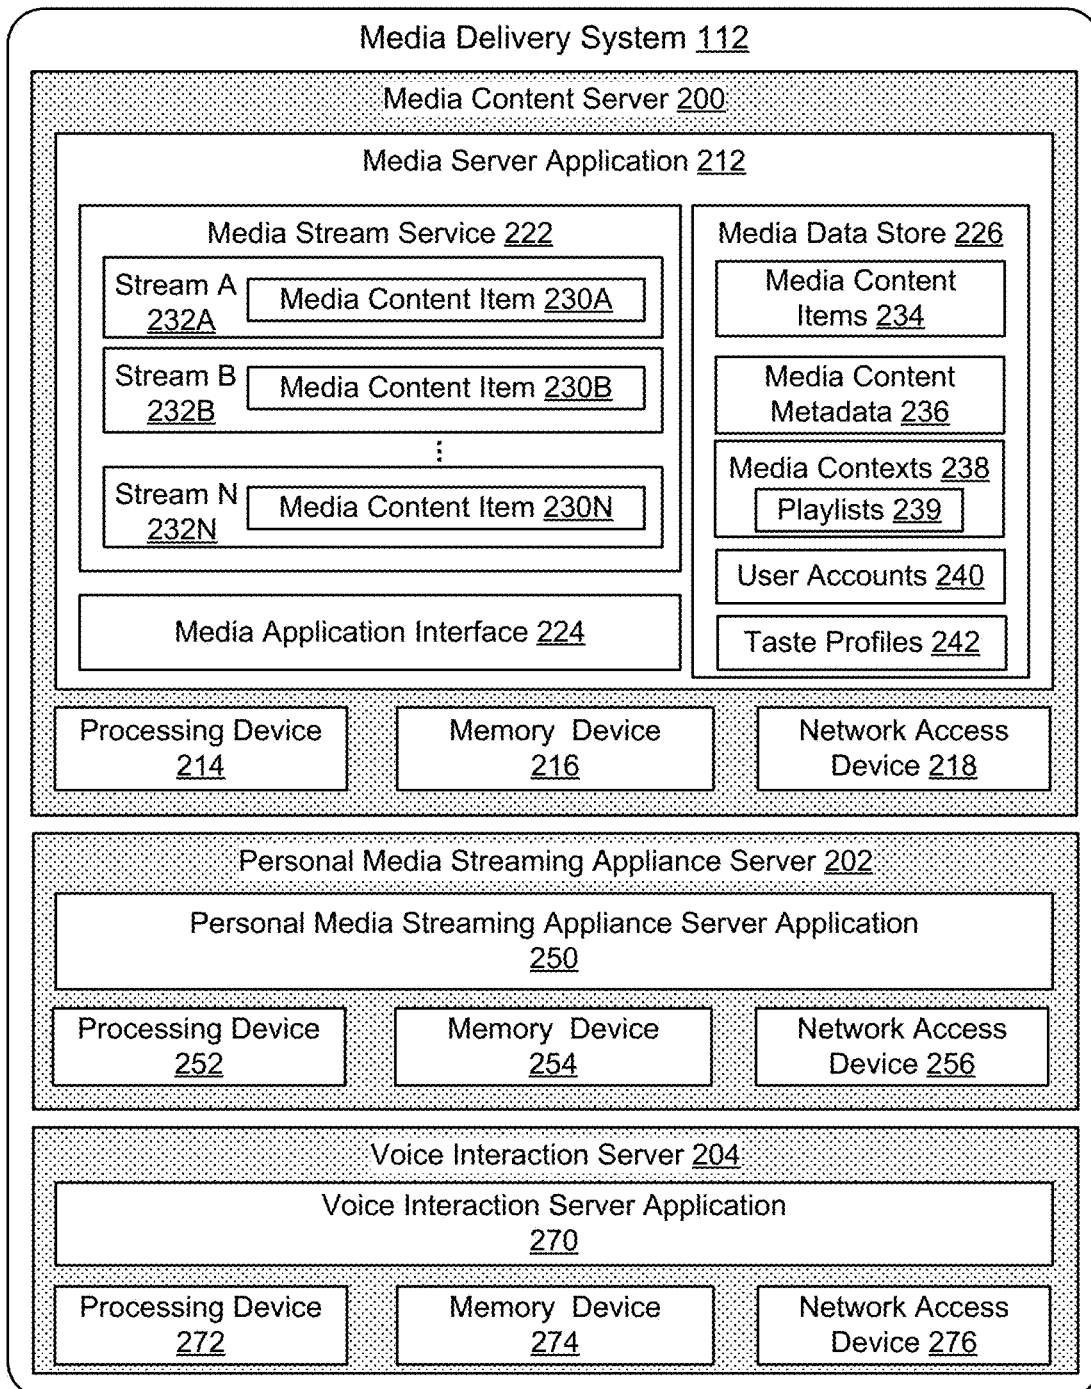 Media Delivery System 112
Media Content Server 200
Media Server Application 212
Media Stream Service 222
Stream A
232A
Media Content Item 230A
Stream B
232B
Media Content Item 230B
⋮
Stream N
232N
Media Content Item 230N
Media Application Interface 224
Media Data Store 226
Media Content
Items 234
Media Content
Metadata 236
Media Contexts 238
Playlists 239
User Accounts 240
Taste Profiles 242
Processing Device
214
Memory Device
216
Network Access
Device 218
Personal Media Streaming Appliance Server 202
Personal Media Streaming Appliance Server Application
250
Processing Device
252
Memory Device
254
Network Access
Device 256
Voice Interaction Server 204
Voice Interaction Server Application
270
Processing Device
272
Memory Device
274
Network Access
Device 276